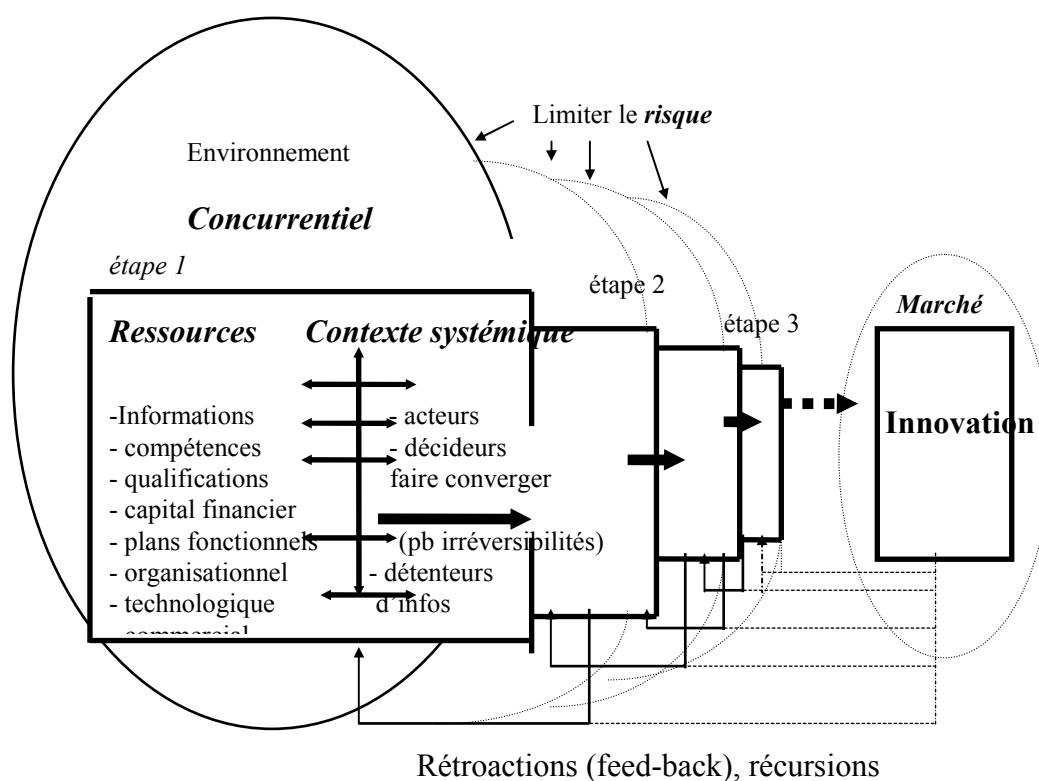 Limiter le risque
Environnement
Concurrentiel
étape 1
étape 2
étape 3
Marché
Ressources
Contexte systémique
-Informations
- compétences
- qualifications
- capital financier
- plans fonctionnels
- organisationnel
- technologique
- commercial
- acteurs
- décideurs
faire converger
(pb irréversibilités)
- détenteurs
d´infos
Innovation
Rétroactions (feed-back), récursions